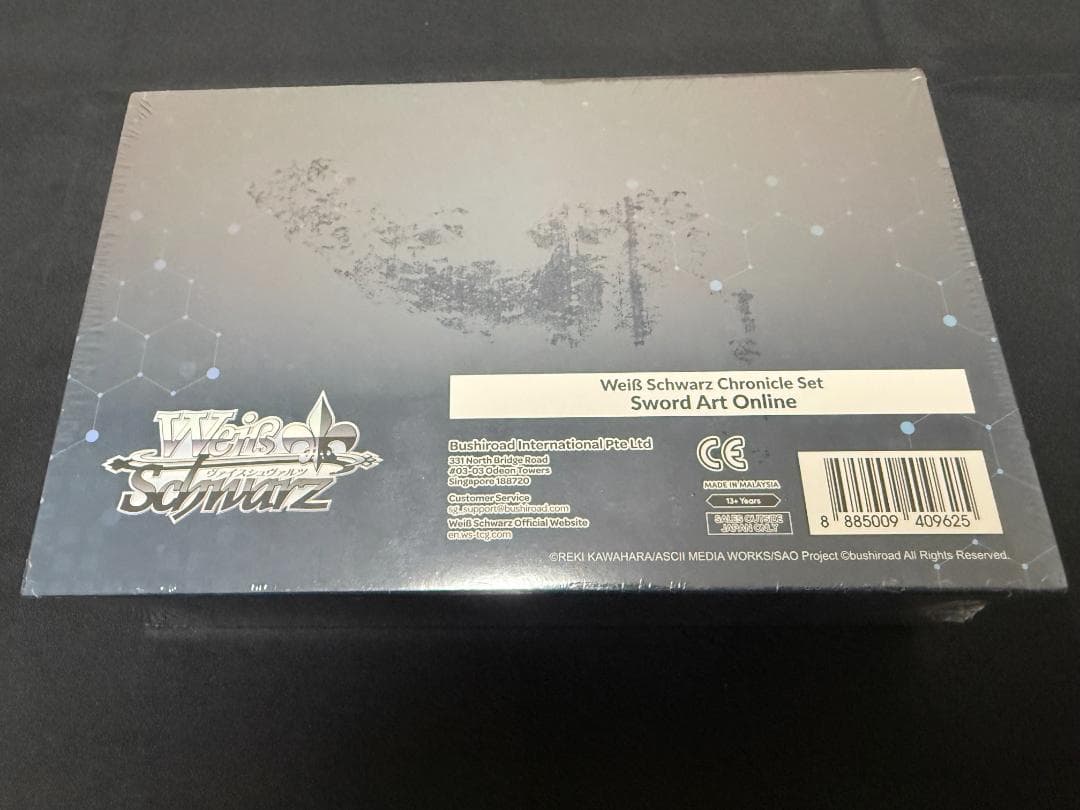 Weiß Schwarz Chronicle Set
Sword Art Online
Weiß
ヴァイスシュヴァルツ
Schwarz
Bushiroad International Pte Ltd
331 North Bridge Road
#03-03 Odeon Towers
Singapore 188720
Customer Service
sg_support@bushiroad.com
Weiß Schwarz Official Website
en.ws-tcg.com
CE
MADE IN MALAYSIA
13+ Years
SALES OUTSIDE
JAPAN ONLY
8 885009 409625
©REKI KAWAHARA/ASCII MEDIA WORKS/SAO Project ©bushiroad All Rights Reserved.